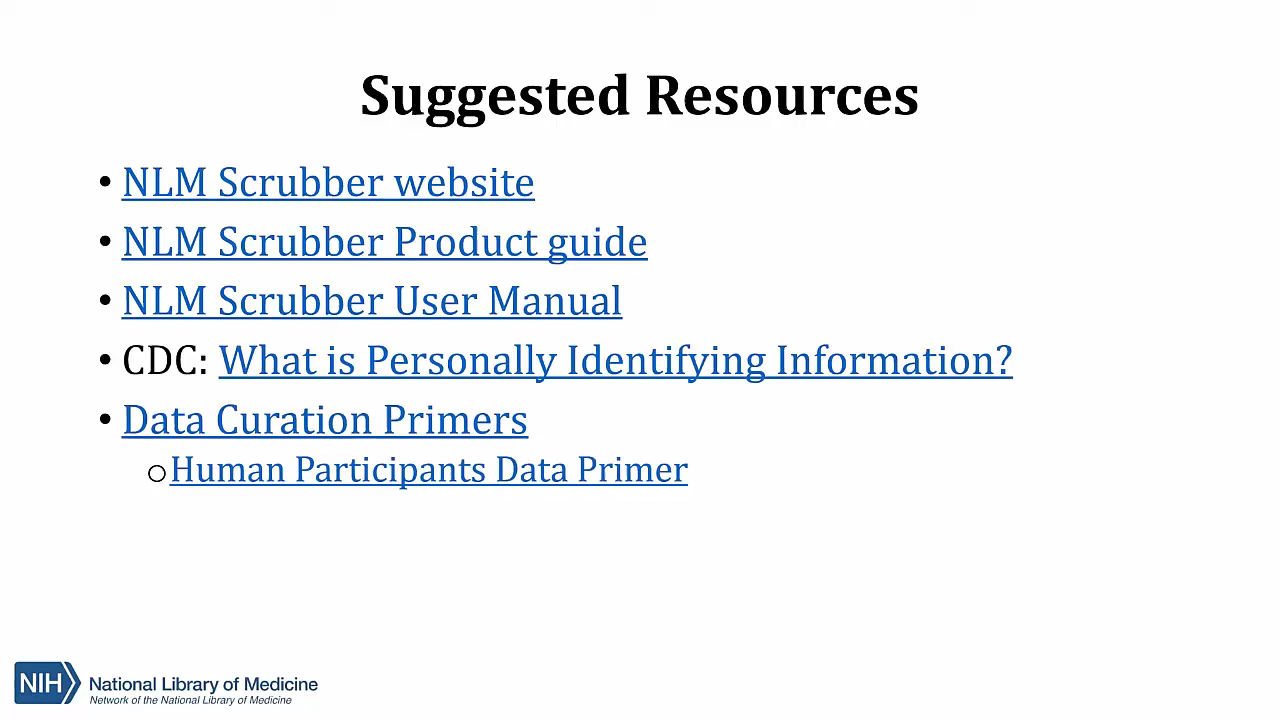 Suggested Resources
• NLM Scrubber website
• NLM Scrubber Product guide
• NLM Scrubber User Manual
• CDC: What is Personally Identifying Information?
• Data Curation Primers
o Human Participants Data Primer
NIH National Library of Medicine
Network of the National Library of Medicine